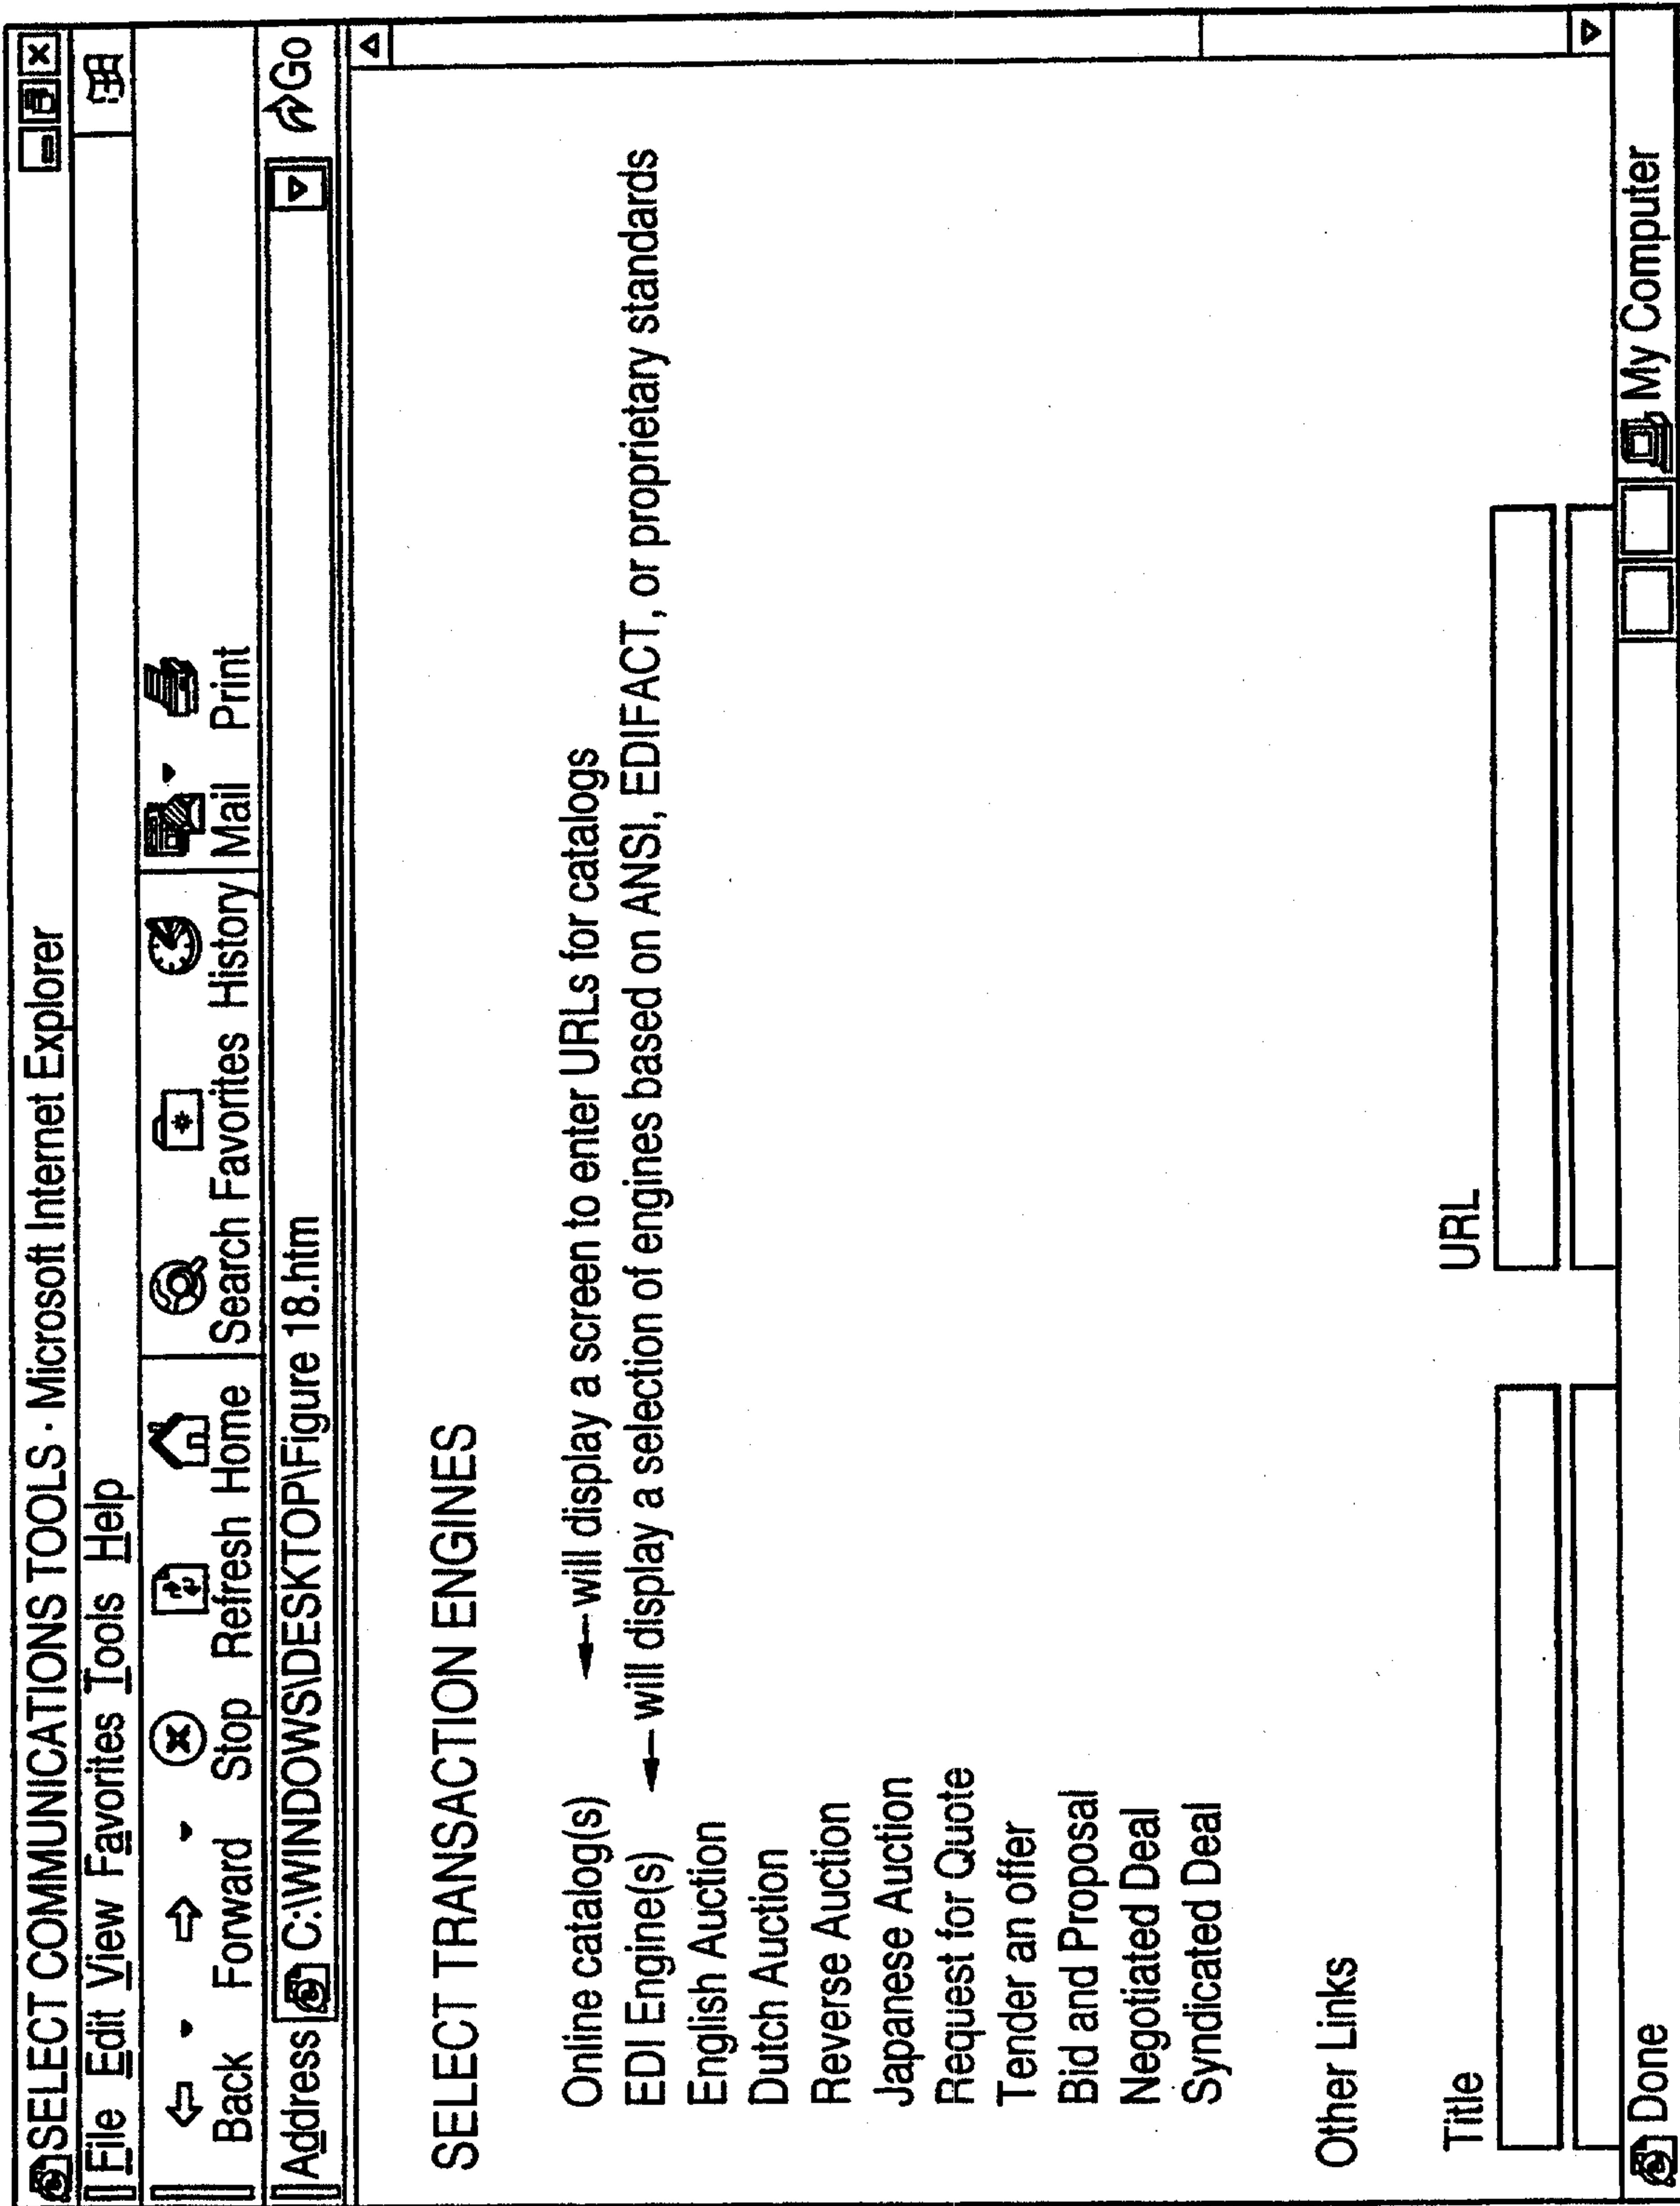 SELECT COMMUNICATIONS TOOLS · Microsoft Internet Explorer
File Edit View Favorites Tools Help
Back Forward Stop Refresh Home Search Favorites History Mail Print
Address C:\WINDOWS\DESKTOP\Figure 18.htm Go
SELECT TRANSACTION ENGINES
Online catalog(s) ← will display a screen to enter URLs for catalogs
EDI Engine(s) ← will display a selection of engines based on ANSI, EDIFACT, or proprietary standards
English Auction
Dutch Auction
Reverse Auction
Japanese Auction
Request for Quote
Tender an offer
Bid and Proposal
Negotiated Deal
Syndicated Deal
Other Links
Title URL
Done My Computer